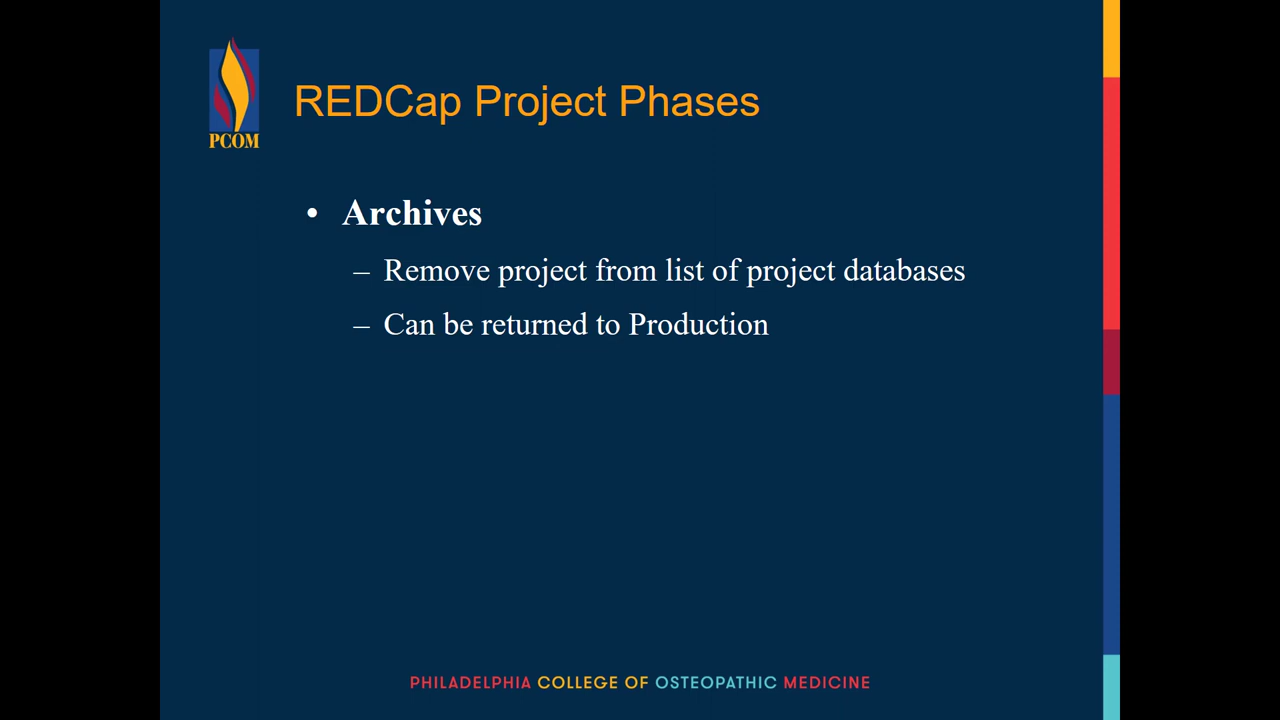 PCOM
REDCap Project Phases
• Archives
– Remove project from list of project databases
– Can be returned to Production
PHILADELPHIA COLLEGE OF OSTEOPATHIC MEDICINE